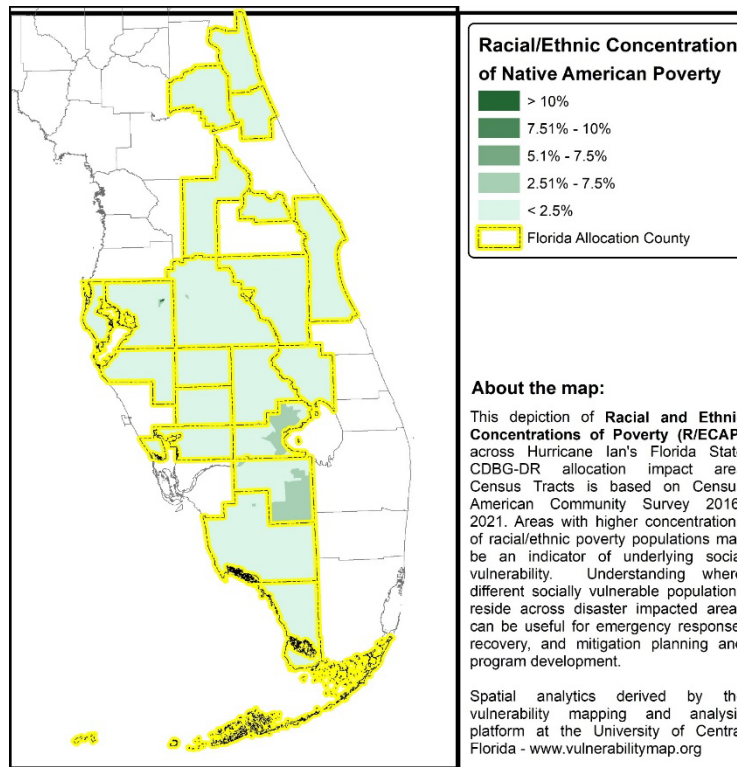 Racial/Ethnic Concentration
of Native American Poverty
> 10%
7.51% - 10%
5.1% - 7.5%
2.51% - 7.5%
< 2.5%
Florida Allocation County
About the map:
This depiction of Racial and Ethni
Concentrations of Poverty (R/ECAP
across Hurricane Ian's Florida Stat
CDBG-DR allocation impact are
Census Tracts is based on Censu
American Community Survey 2016
2021. Areas with higher concentration
of racial/ethnic poverty populations ma
be an indicator of underlying socia
vulnerability. Understanding wher
different socially vulnerable population
reside across disaster impacted area
can be useful for emergency response
recovery, and mitigation planning an
program development.
Spatial analytics derived by th
vulnerability mapping and analysi
platform at the University of Centra
Florida - www.vulnerabilitymap.org